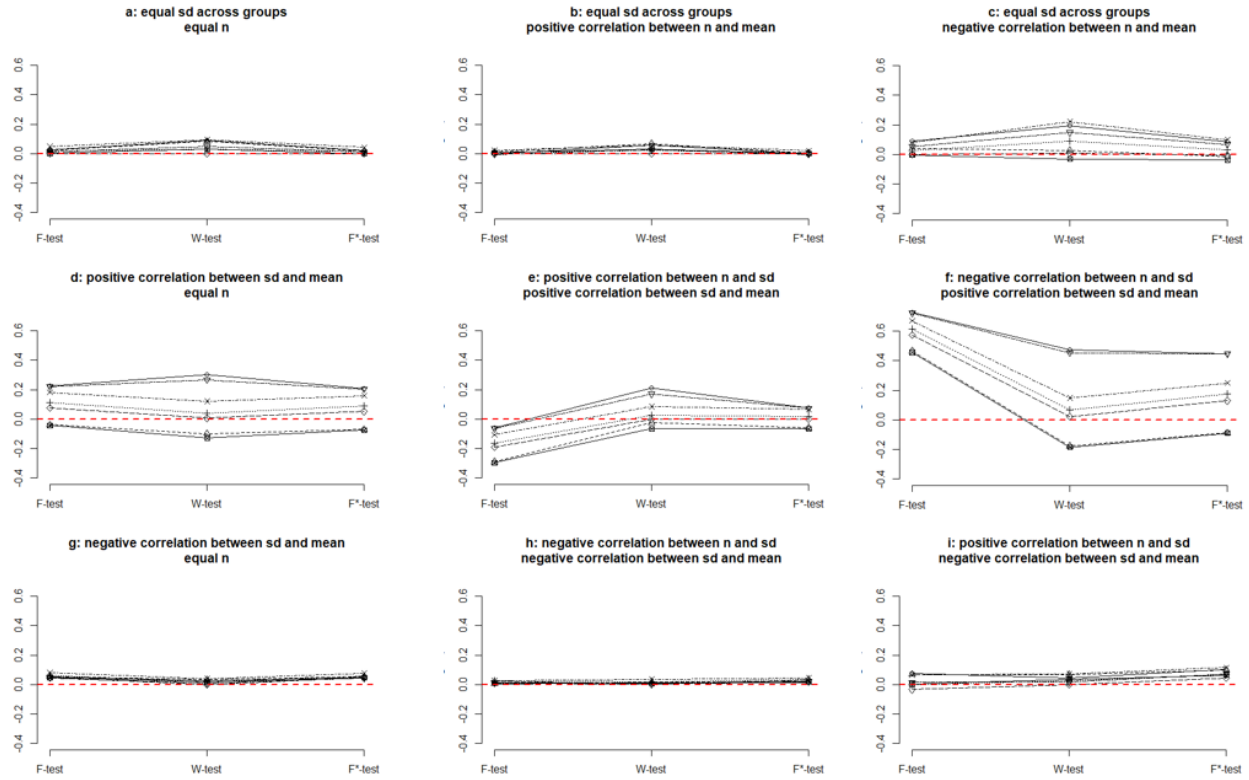 a: equal sd across groups
equal n
b: equal sd across groups
positive correlation between n and mean
c: equal sd across groups
negative correlation between n and mean
0.6
0.4
0.2
0.0
-0.2
-0.4
F-test W-test F*-test
0.6
0.4
0.2
0.0
-0.2
-0.4
F-test W-test F*-test
0.6
0.4
0.2
0.0
-0.2
-0.4
F-test W-test F*-test
d: positive correlation between sd and mean
equal n
e: positive correlation between n and sd
positive correlation between sd and mean
f: negative correlation between n and sd
positive correlation between sd and mean
0.6
0.4
0.2
0.0
-0.2
-0.4
F-test W-test F*-test
0.6
0.4
0.2
0.0
-0.2
-0.4
F-test W-test F*-test
0.6
0.4
0.2
0.0
-0.2
-0.4
F-test W-test F*-test
g: negative correlation between sd and mean
equal n
h: negative correlation between n and sd
negative correlation between sd and mean
i: positive correlation between n and sd
negative correlation between sd and mean
0.6
0.4
0.2
0.0
-0.2
-0.4
F-test W-test F*-test
0.6
0.4
0.2
0.0
-0.2
-0.4
F-test W-test F*-test
0.6
0.4
0.2
0.0
-0.2
-0.4
F-test W-test F*-test